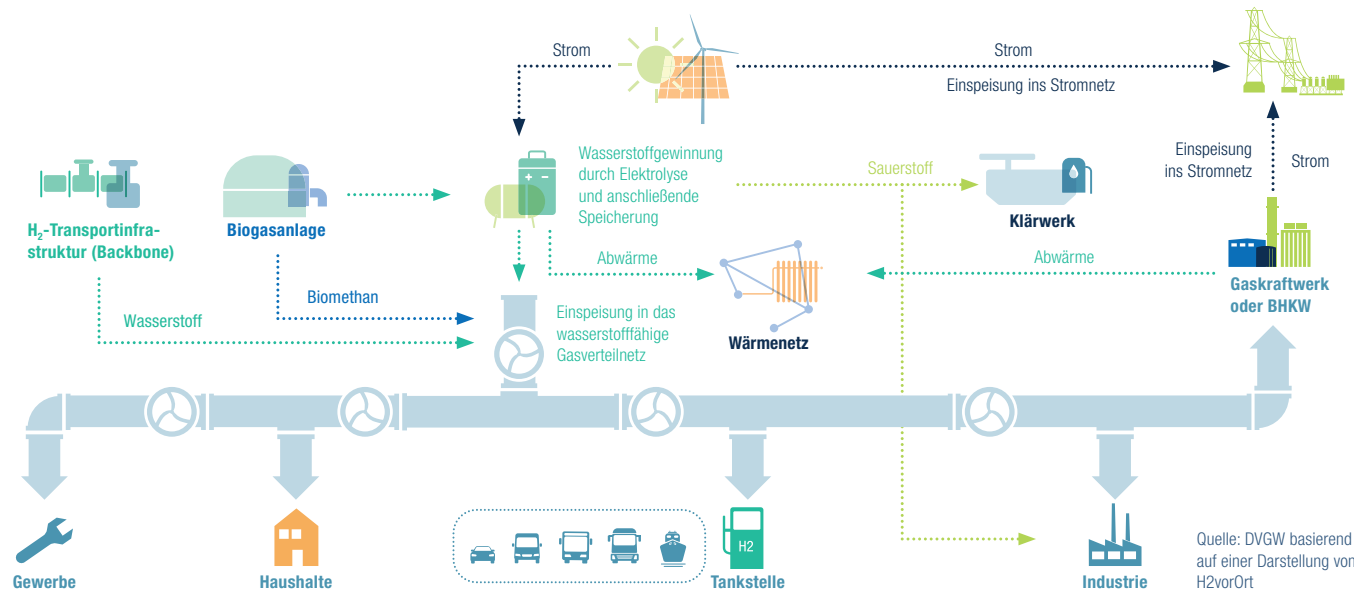 Strom
Strom
Einspeisung ins Stromnetz
Einspeisung
ins Stromnetz
Strom
Wasserstoffgewinnung
durch Elektrolyse
und anschließende
Speicherung
Sauerstoff
Klärwerk
H₂-Transportinfra-
struktur (Backbone)
Biogasanlage
Abwärme
Abwärme
Gaskraftwerk
oder BHKW
Biomethan
Wasserstoff
Einspeisung in das
wasserstofffähige
Gasverteilnetz
Wärmenetz
H2
Gewerbe
Haushalte
Tankstelle
Industrie
Quelle: DVGW basierend
auf einer Darstellung von
H2vorOrt